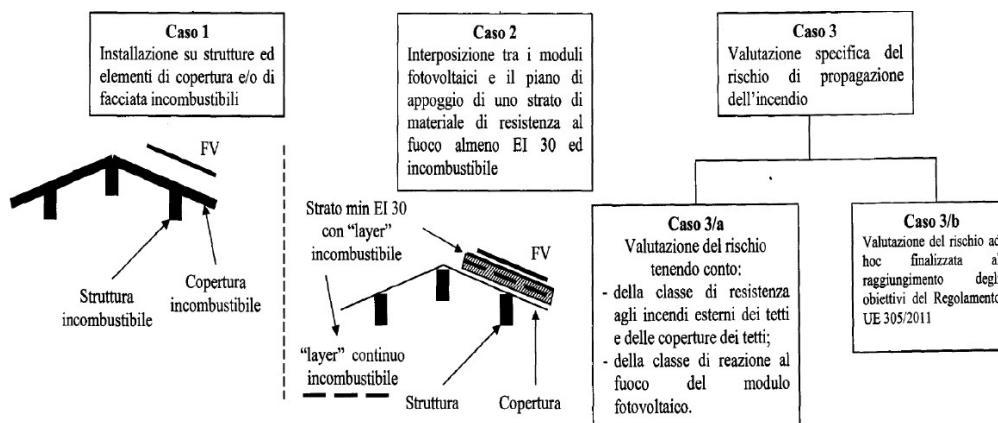 Caso 1
Installazione su strutture ed
elementi di copertura e/o di
facciata incombustibili
FV
Struttura
incombustibile
Copertura
incombustibile
Caso 2
Interposizione tra i moduli
fotovoltaici e il piano di
appoggio di uno strato di
materiale di resistenza al
fuoco almeno EI 30 ed
incombustibile
Strato min EI 30
con “layer”
incombustibile
FV
“layer” continuo
incombustibile
Struttura
Copertura
Caso 3
Valutazione specifica del
rischio di propagazione
dell’incendio
Caso 3/a
Valutazione del rischio
tenendo conto:
- della classe di resistenza
agli incendi esterni dei tetti
e delle coperture dei tetti;
- della classe di reazione al
fuoco del modulo
fotovoltaico.
Caso 3/b
Valutazione del rischio ad
hoc finalizzata al
raggiungimento degli
obiettivi del Regolamento
UE 305/2011